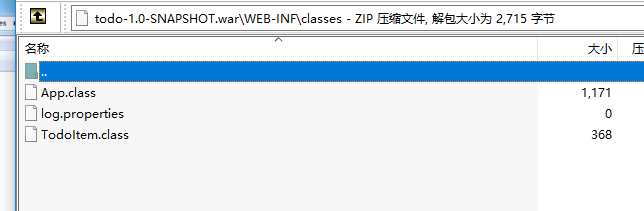 todo-1.0-SNAPSHOT.war\WEB-INF\classes - ZIP 压缩文件, 解包大小为 2,715 字节
名称 大小 压
..
App.class 1,171
log.properties 0
TodoItem.class 368